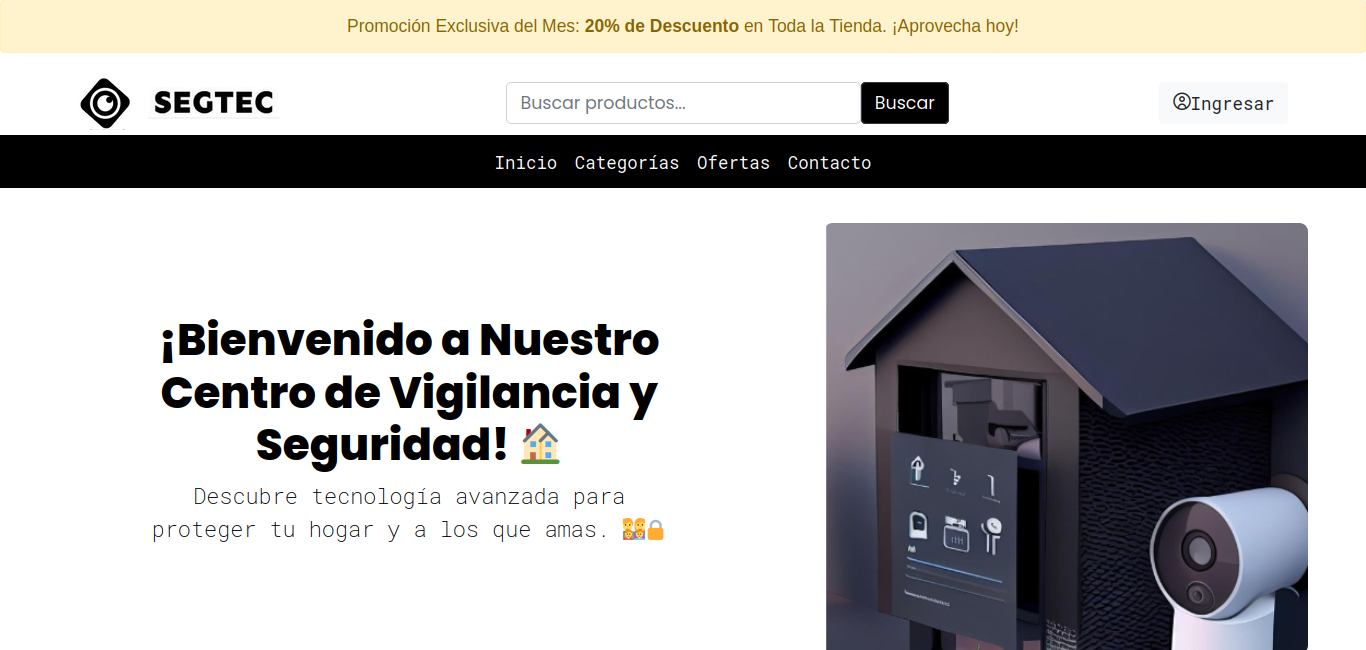 Promoción Exclusiva del Mes: 20% de Descuento en Toda la Tienda. ¡Aprovecha hoy!
SEGTEC
Buscar productos...
Buscar
Ingresar
Inicio Categorías Ofertas Contacto
¡Bienvenido a Nuestro
Centro de Vigilancia y
Seguridad! 🏠
Descubre tecnología avanzada para
proteger tu hogar y a los que amas. 👨‍👩‍👧‍👦🔒